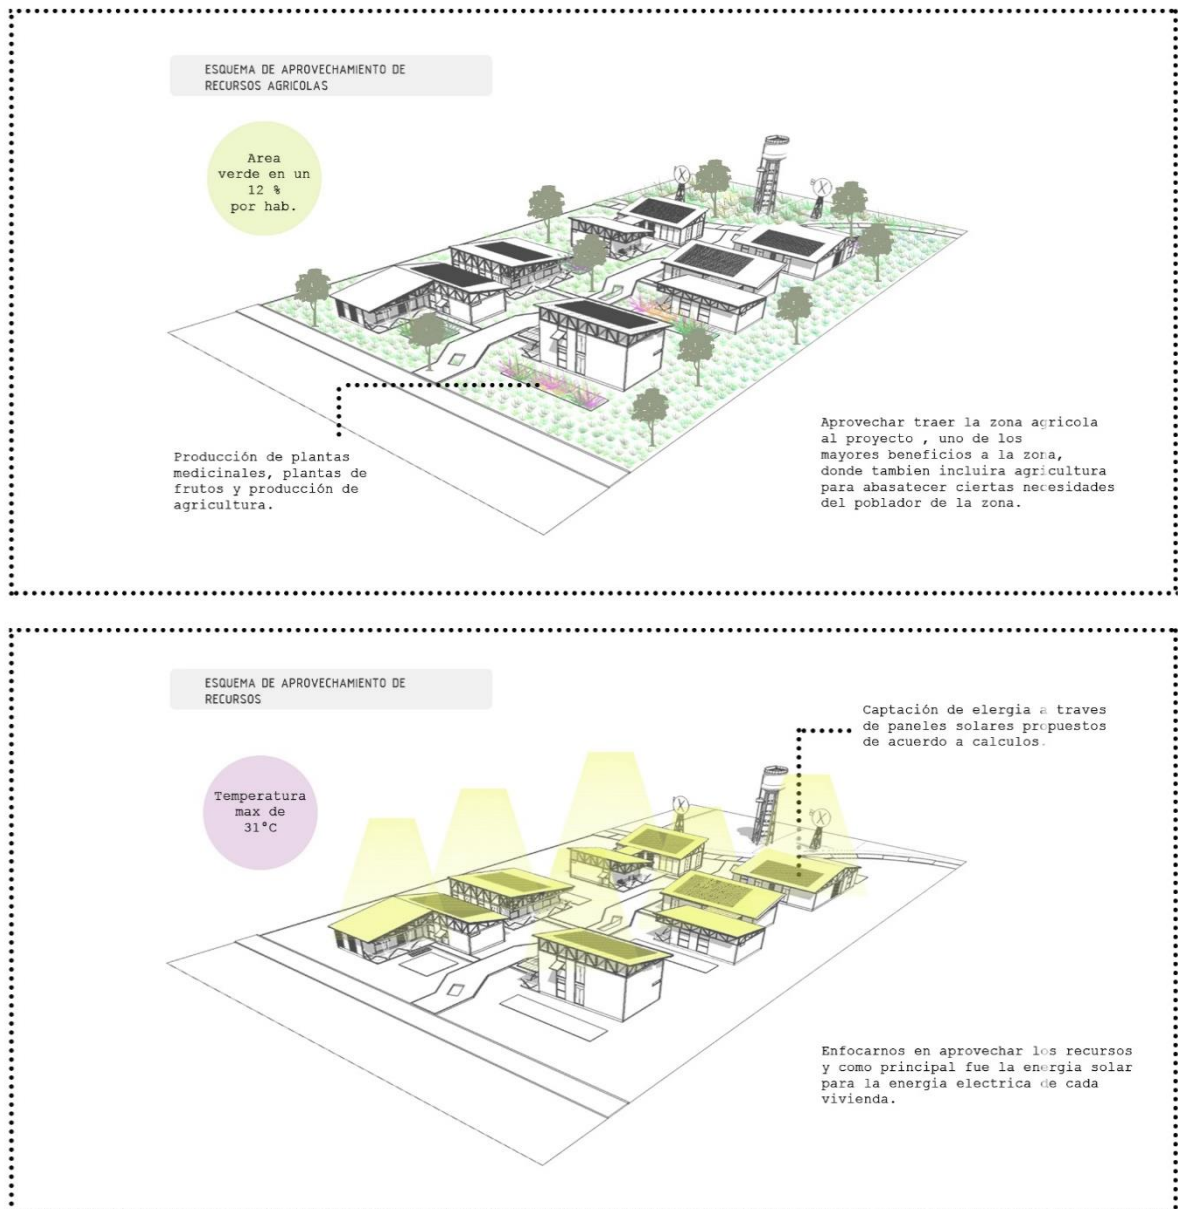 ESQUEMA DE APROVECHAMIENTO DE
RECURSOS AGRICOLAS
Area
verde en un
12 %
por hab.
Producción de plantas
medicinales, plantas de
frutos y producción de
agricultura.
Aprovechar traer la zona agricola
al proyecto , uno de los
mayores beneficios a la zona,
donde tambien incluira agricultura
para abasatecer ciertas necesidades
del poblador de la zona.
ESQUEMA DE APROVECHAMIENTO DE
RECURSOS
Captación de elergia a traves
de paneles solares propuestos
de acuerdo a calculos.
Temperatura
max de
31°C
Enfocarnos en aprovechar los recursos
y como principal fue la energia solar
para la energia electrica de cada
vivienda.